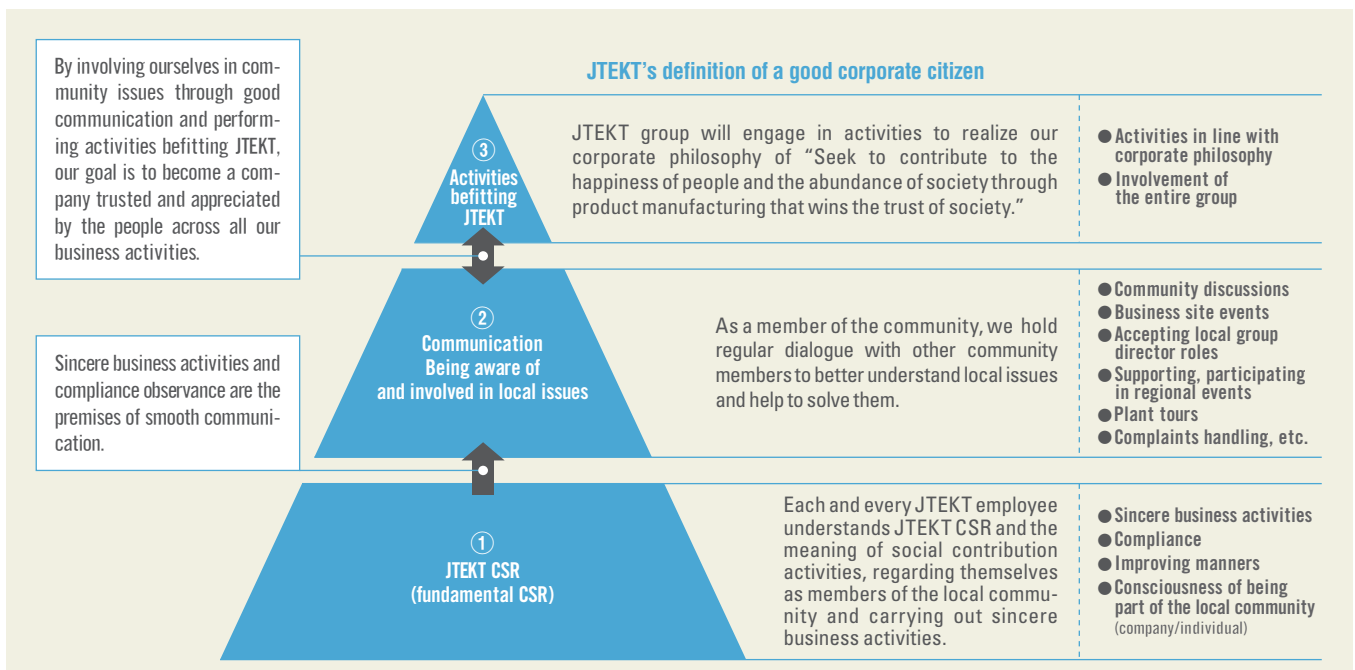 JTEKT’s definition of a good corporate citizen
By involving ourselves in com-
munity issues through good
communication and perform-
ing activities befitting JTEKT,
our goal is to become a com-
pany trusted and appreciated
by the people across all our
business activities.
③
Activities
befitting
JTEKT
JTEKT group will engage in activities to realize our
corporate philosophy of “Seek to contribute to the
happiness of people and the abundance of society through
product manufacturing that wins the trust of society.”
●Activities in line with
corporate philosophy
●Involvement of
the entire group
Sincere business activities and
compliance observance are the
premises of smooth communi-
cation.
②
Communication
Being aware of
and involved in local issues
As a member of the community, we hold
regular dialogue with other community
members to better understand local issues
and help to solve them.
●Community discussions
●Business site events
●Accepting local group
director roles
●Supporting, participating
in regional events
●Plant tours
●Complaints handling, etc.
①
JTEKT CSR
(fundamental CSR)
Each and every JTEKT employee
understands JTEKT CSR and the
meaning of social contribution
activities, regarding themselves
as members of the local commu-
nity and carrying out sincere
business activities.
●Sincere business activities
●Compliance
●Improving manners
●Consciousness of being
part of the local community
(company/individual)